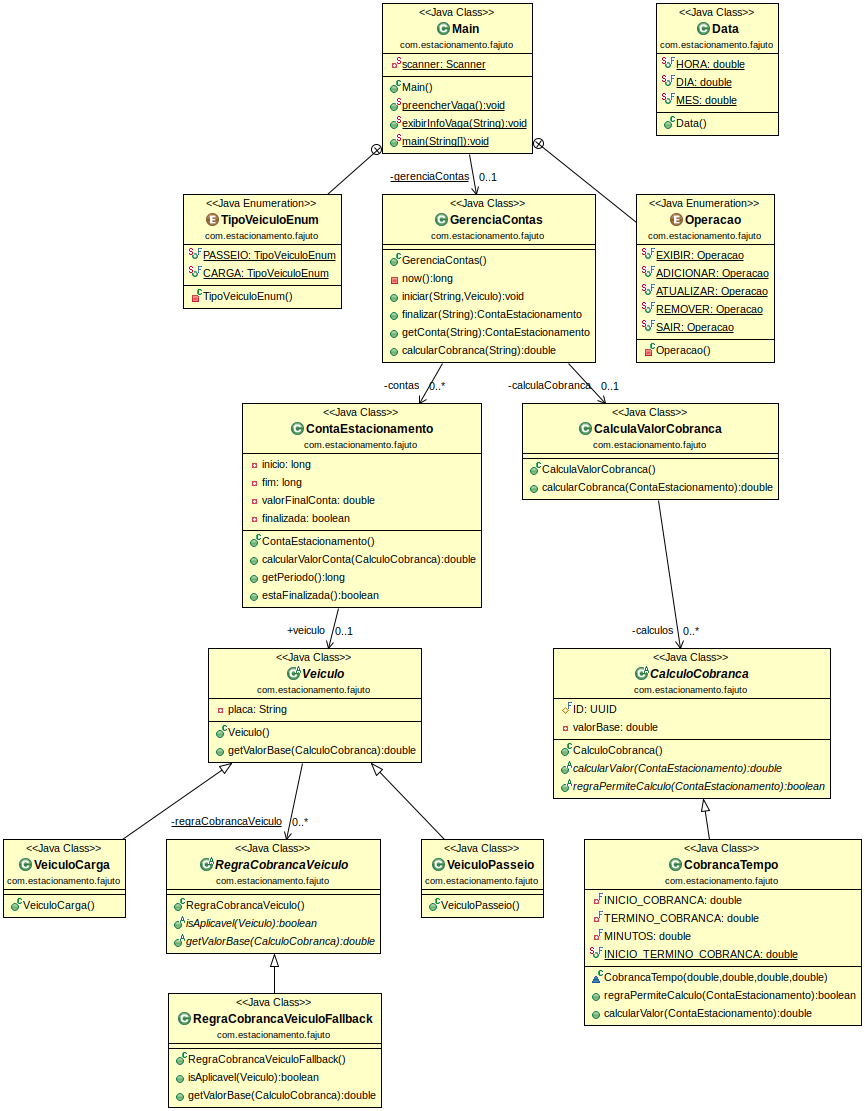 <<Java Class>>
Main
com.estacionamento.fajuto
scanner: Scanner
Main()
preencherVaga():void
exibirInfoVaga(String):void
main(String[]):void
<<Java Class>>
Data
com.estacionamento.fajuto
HORA: double
DIA: double
MES: double
Data()
-gerenciaContas 0..1
<<Java Enumeration>>
TipoVeiculoEnum
com.estacionamento.fajuto
PASSEIO: TipoVeiculoEnum
CARGA: TipoVeiculoEnum
TipoVeiculoEnum()
<<Java Class>>
GerenciaContas
com.estacionamento.fajuto
GerenciaContas()
now():long
iniciar(String,Veiculo):void
finalizar(String):ContaEstacionamento
getConta(String):ContaEstacionamento
calcularCobranca(String):double
<<Java Enumeration>>
Operacao
com.estacionamento.fajuto
EXIBIR: Operacao
ADICIONAR: Operacao
ATUALIZAR: Operacao
REMOVER: Operacao
SAIR: Operacao
Operacao()
-contas 0..*
-calculaCobranca 0..1
<<Java Class>>
ContaEstacionamento
com.estacionamento.fajuto
inicio: long
fim: long
valorFinalConta: double
finalizada: boolean
ContaEstacionamento()
calcularValorConta(CalculoCobranca):double
getPeriodo():long
estaFinalizada():boolean
<<Java Class>>
CalculaValorCobranca
com.estacionamento.fajuto
CalculaValorCobranca()
calcularCobranca(ContaEstacionamento):double
+veiculo 0..1
-calculos 0..*
<<Java Class>>
Veiculo
com.estacionamento.fajuto
placa: String
Veiculo()
getValorBase(CalculoCobranca):double
<<Java Class>>
CalculoCobranca
com.estacionamento.fajuto
ID: UUID
valorBase: double
CalculoCobranca()
calcularValor(ContaEstacionamento):double
regraPermiteCalculo(ContaEstacionamento):boolean
-regraCobrancaVeiculo 0..*
<<Java Class>>
VeiculoCarga
com.estacionamento.fajuto
VeiculoCarga()
<<Java Class>>
RegraCobrancaVeiculo
com.estacionamento.fajuto
RegraCobrancaVeiculo()
isAplicavel(Veiculo):boolean
getValorBase(CalculoCobranca):double
<<Java Class>>
VeiculoPasseio
com.estacionamento.fajuto
VeiculoPasseio()
<<Java Class>>
CobrancaTempo
com.estacionamento.fajuto
INICIO_COBRANCA: double
TERMINO_COBRANCA: double
MINUTOS: double
INICIO_TERMINO_COBRANCA: double
CobrancaTempo(double,double,double,double)
regraPermiteCalculo(ContaEstacionamento):boolean
calcularValor(ContaEstacionamento):double
<<Java Class>>
RegraCobrancaVeiculoFallback
com.estacionamento.fajuto
RegraCobrancaVeiculoFallback()
isAplicavel(Veiculo):boolean
getValorBase(CalculoCobranca):double